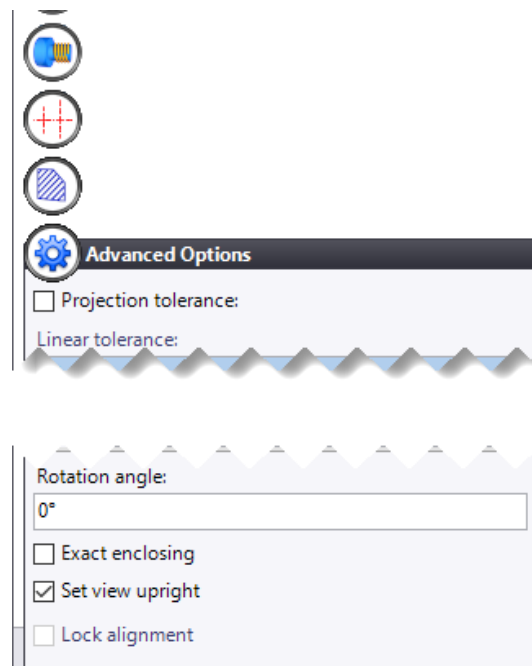 Advanced Options
Projection tolerance:
Linear tolerance:
Rotation angle:
0°
Exact enclosing
Set view upright
Lock alignment